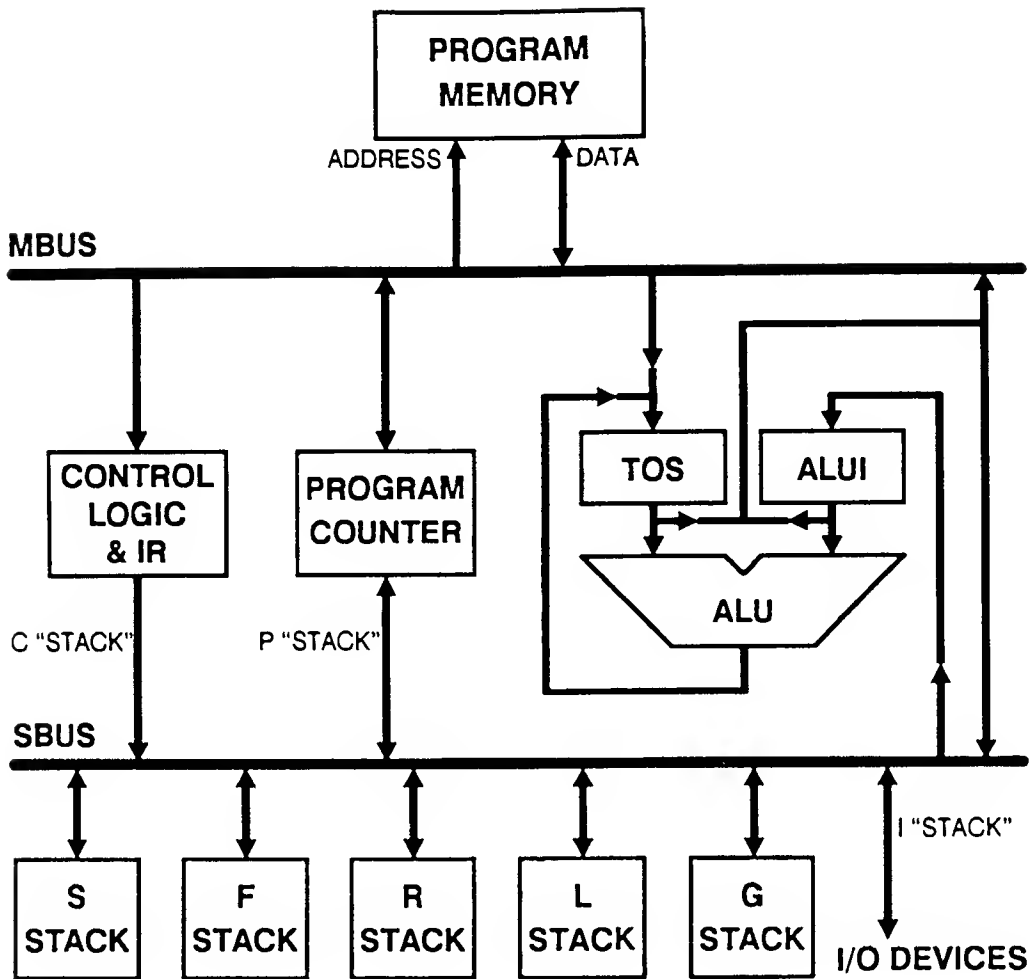 PROGRAM
MEMORY
ADDRESS
DATA
MBUS
CONTROL
LOGIC
& IR
PROGRAM
COUNTER
TOS
ALUI
ALU
C “STACK”
P “STACK”
SBUS
I “STACK”
S
STACK
F
STACK
R
STACK
L
STACK
G
STACK
I/O DEVICES